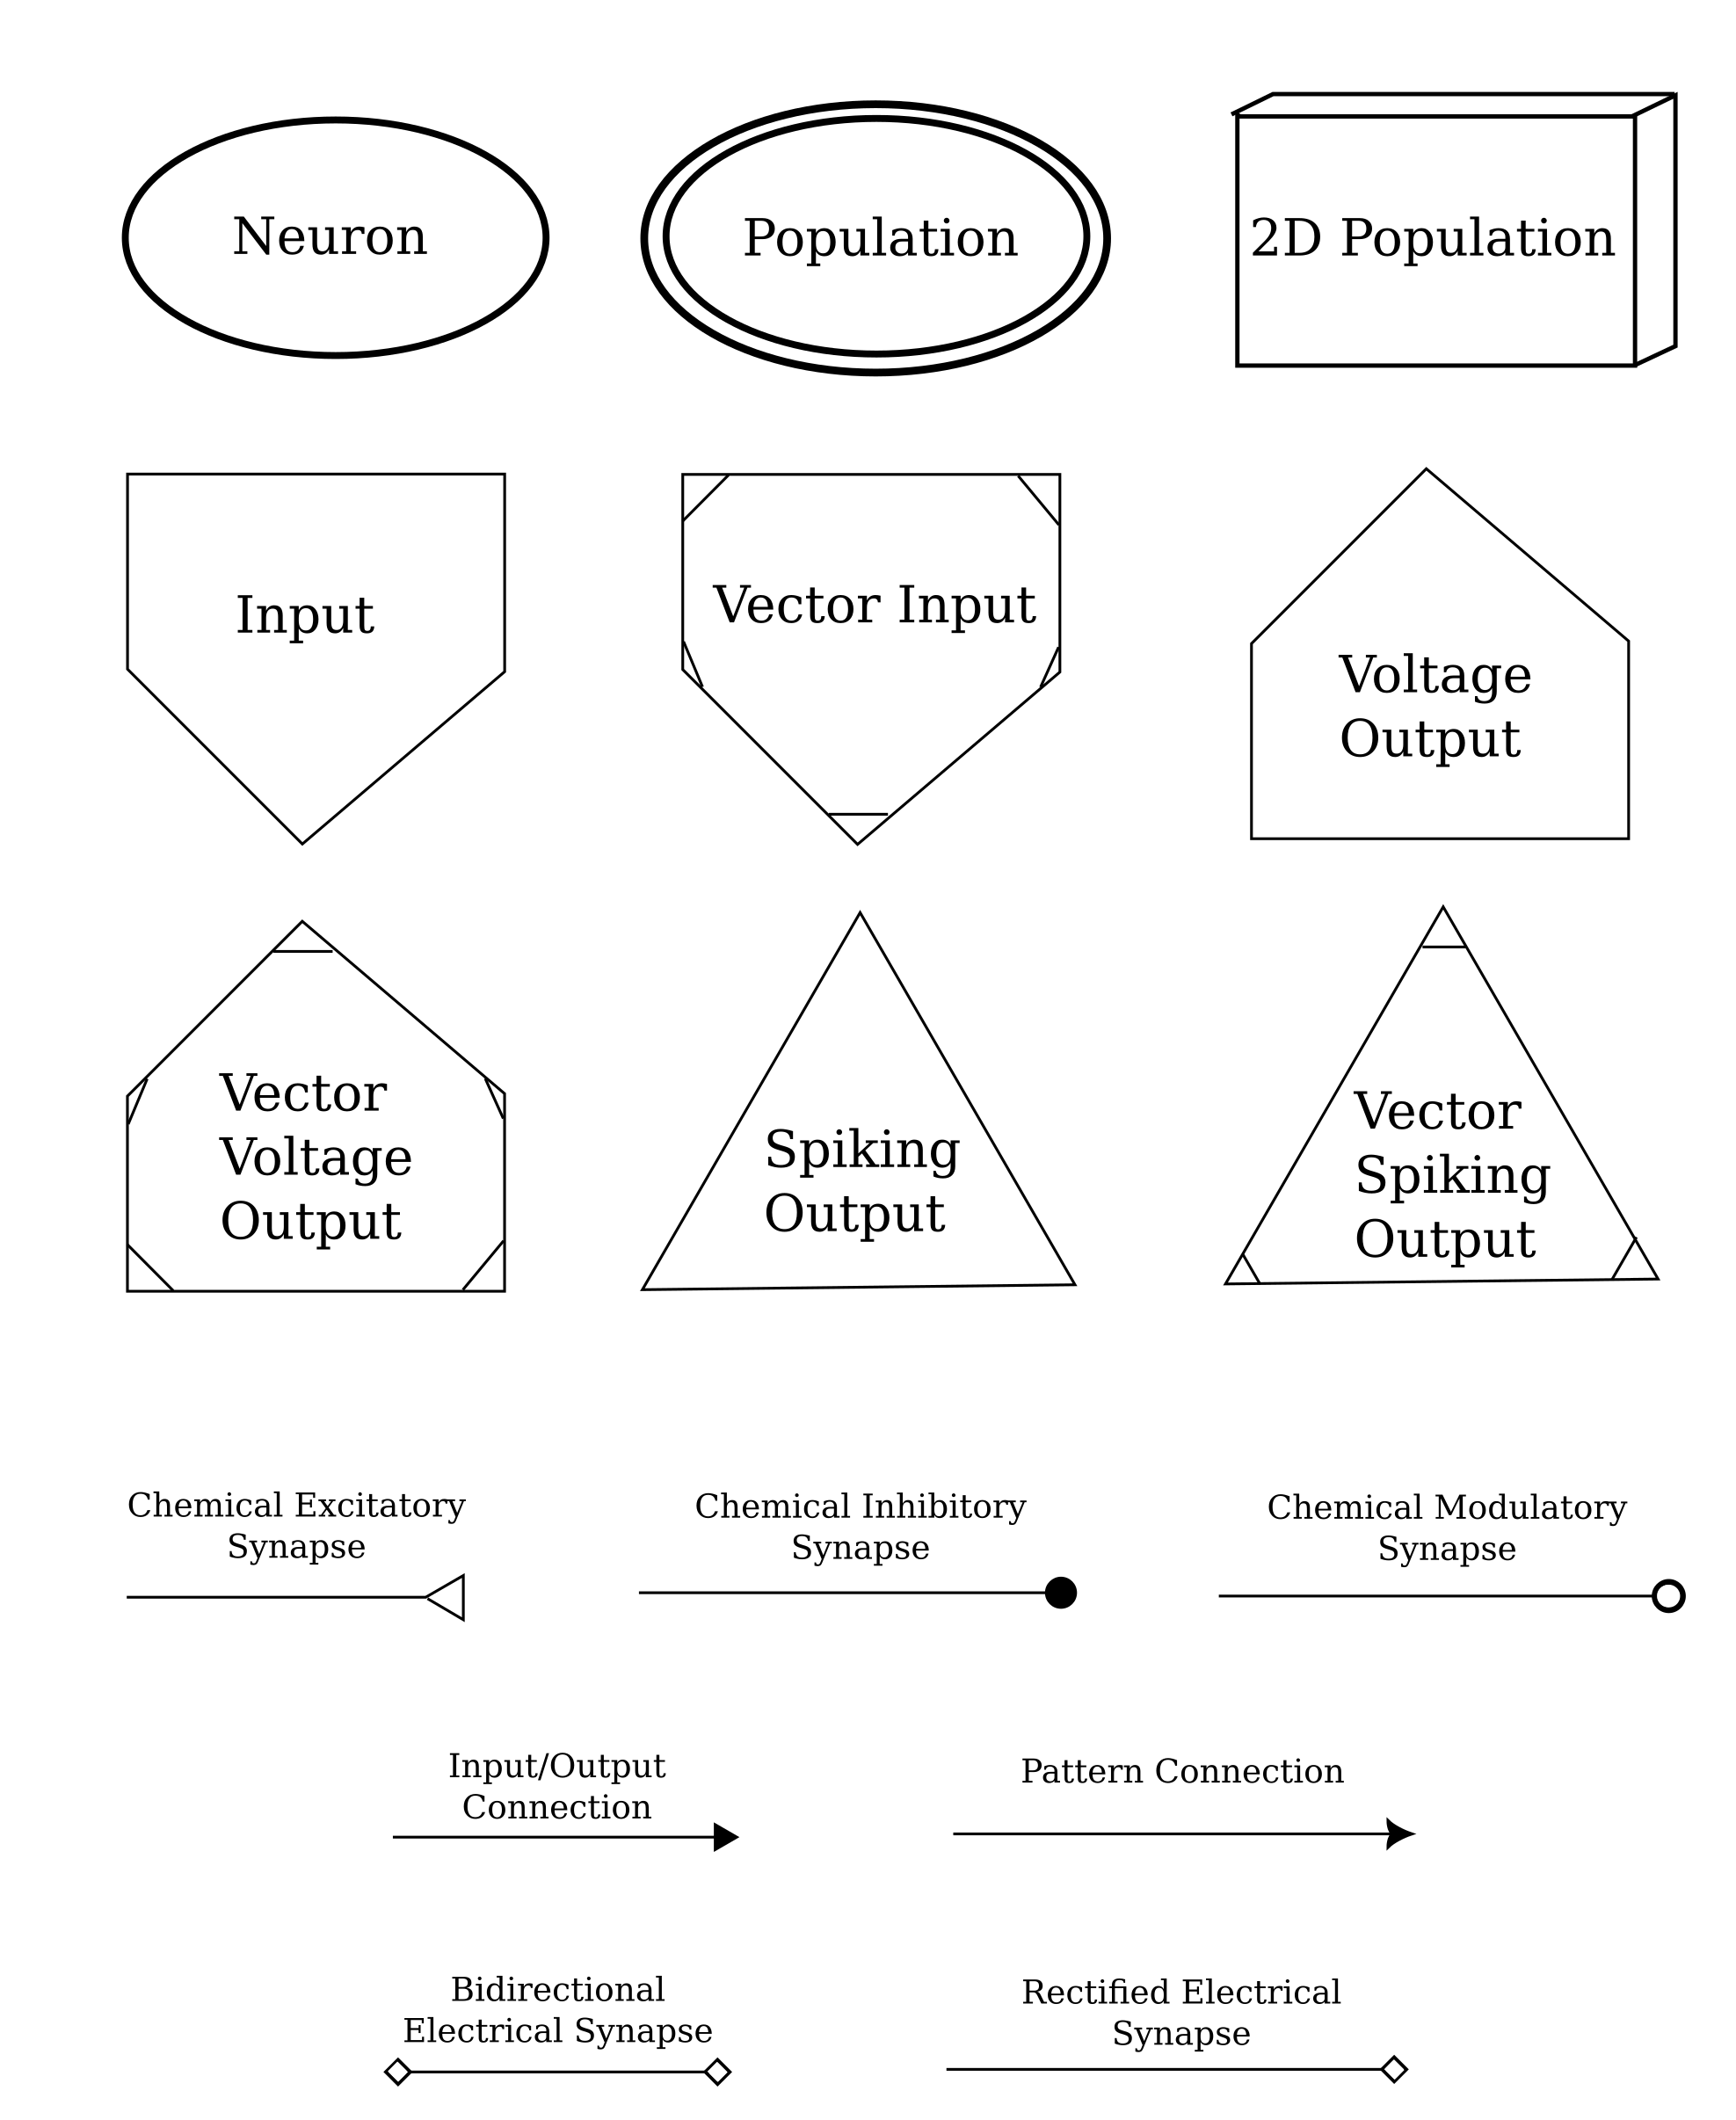 Neuron
Population
2D Population
Input
Vector Input
Voltage
Output
Vector
Voltage
Output
Spiking
Output
Vector
Spiking
Output
Chemical Excitatory
Synapse
Chemical Inhibitory
Synapse
Chemical Modulatory
Synapse
Input/Output
Connection
Pattern Connection
Bidirectional
Electrical Synapse
Rectified Electrical
Synapse